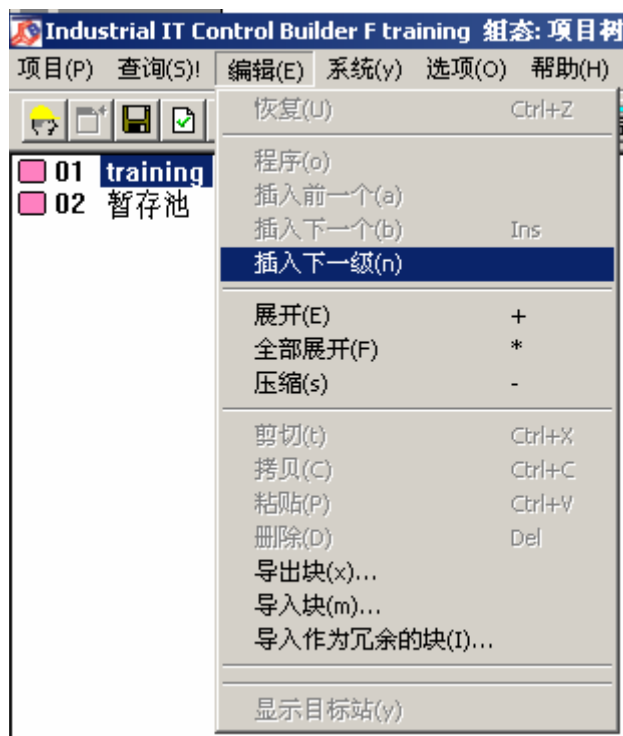 Industrial IT Control Builder F training 组态: 项目树
项目(P) 查询(S)! 编辑(E) 系统(y) 选项(O) 帮助(H)
恢复(U) Ctrl+Z
01 training
程序(o)
02 暂存池
插入前一个(a)
插入下一个(b) Ins
插入下一级(n)
展开(E) +
全部展开(F) *
压缩(s) -
剪切(t) Ctrl+X
拷贝(C) Ctrl+C
粘贴(P) Ctrl+V
删除(D) Del
导出块(x)...
导入块(m)...
导入作为冗余的块(I)...
显示目标站(y)